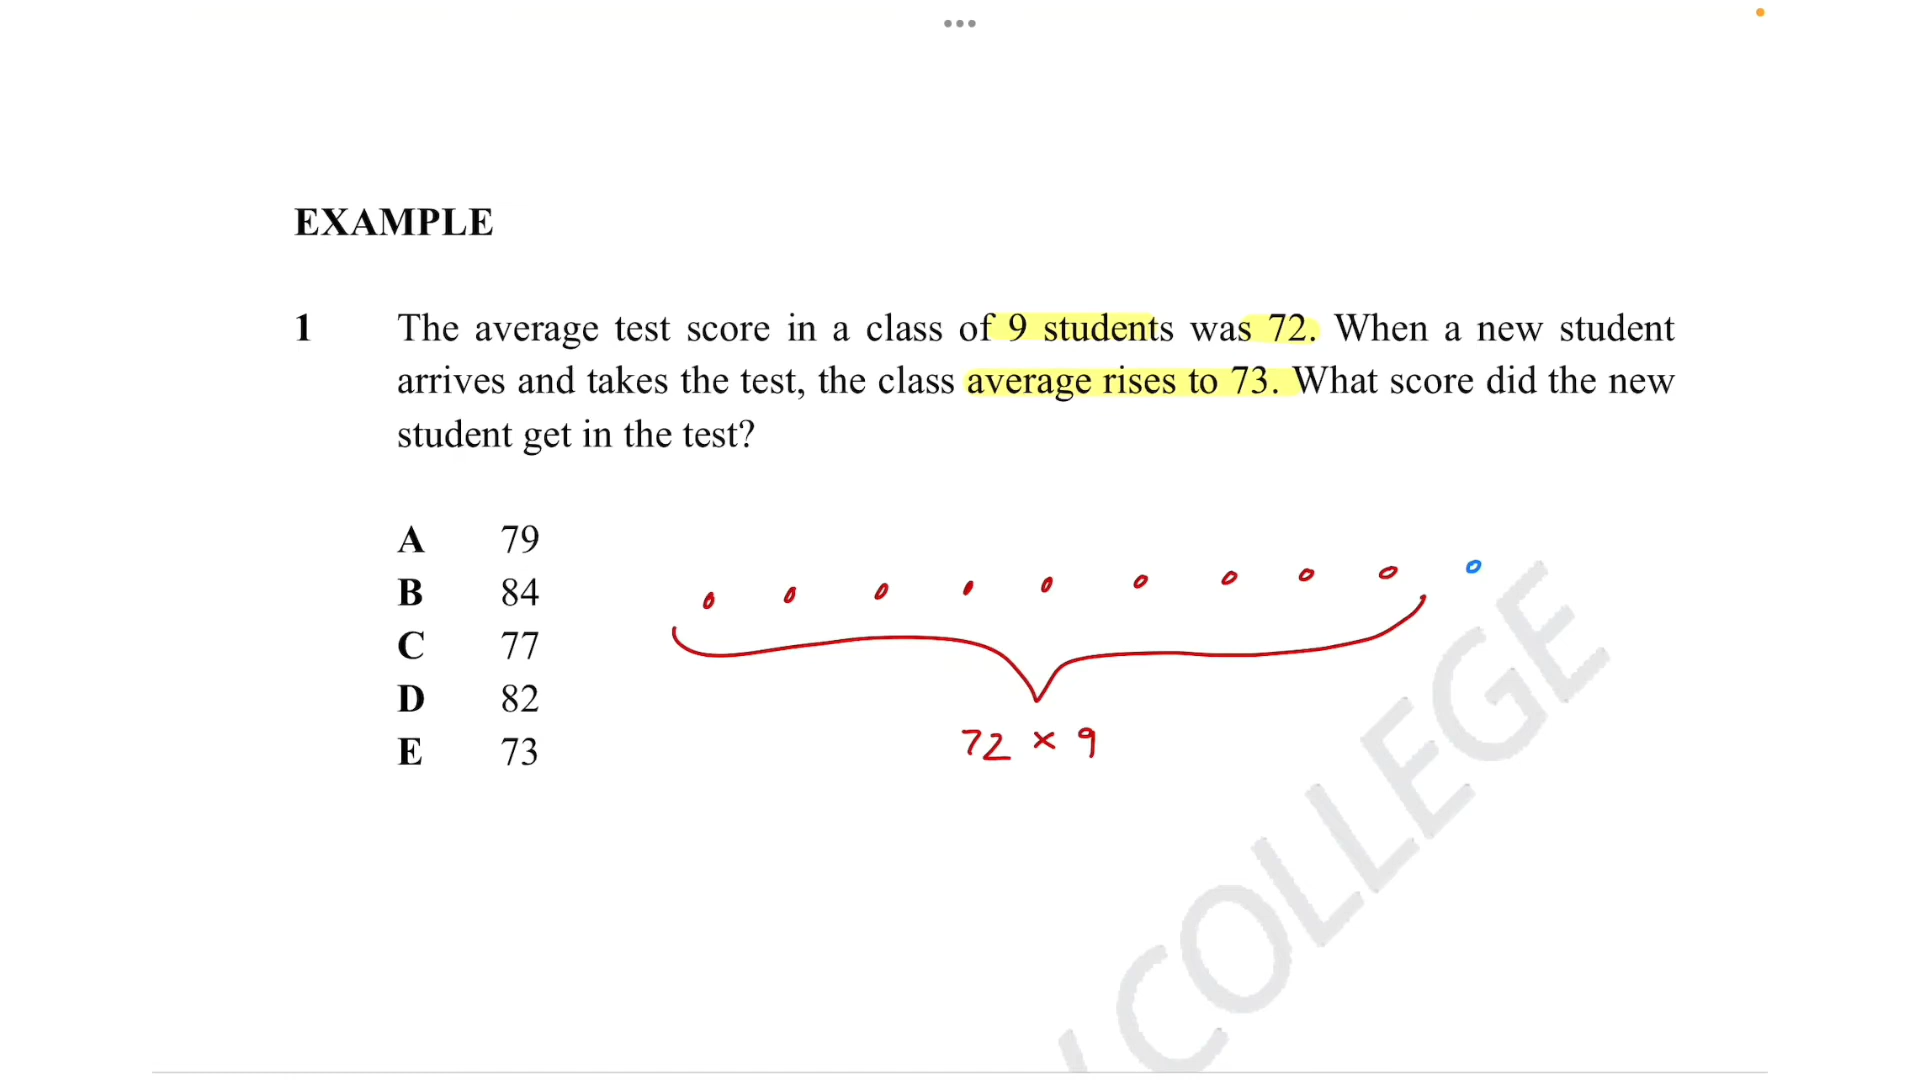 EXAMPLE
1 The average test score in a class of 9 students was 72. When a new student
arrives and takes the test, the class average rises to 73. What score did the new
student get in the test?
A 79
B 84
C 77
D 82
E 73
72 × 9
COLLEGE